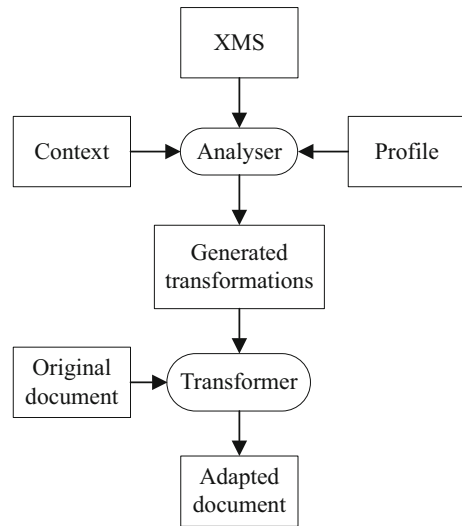 XMS
Context
Analyser
Profile
Generated
transformations
Original
document
Transformer
Adapted
document